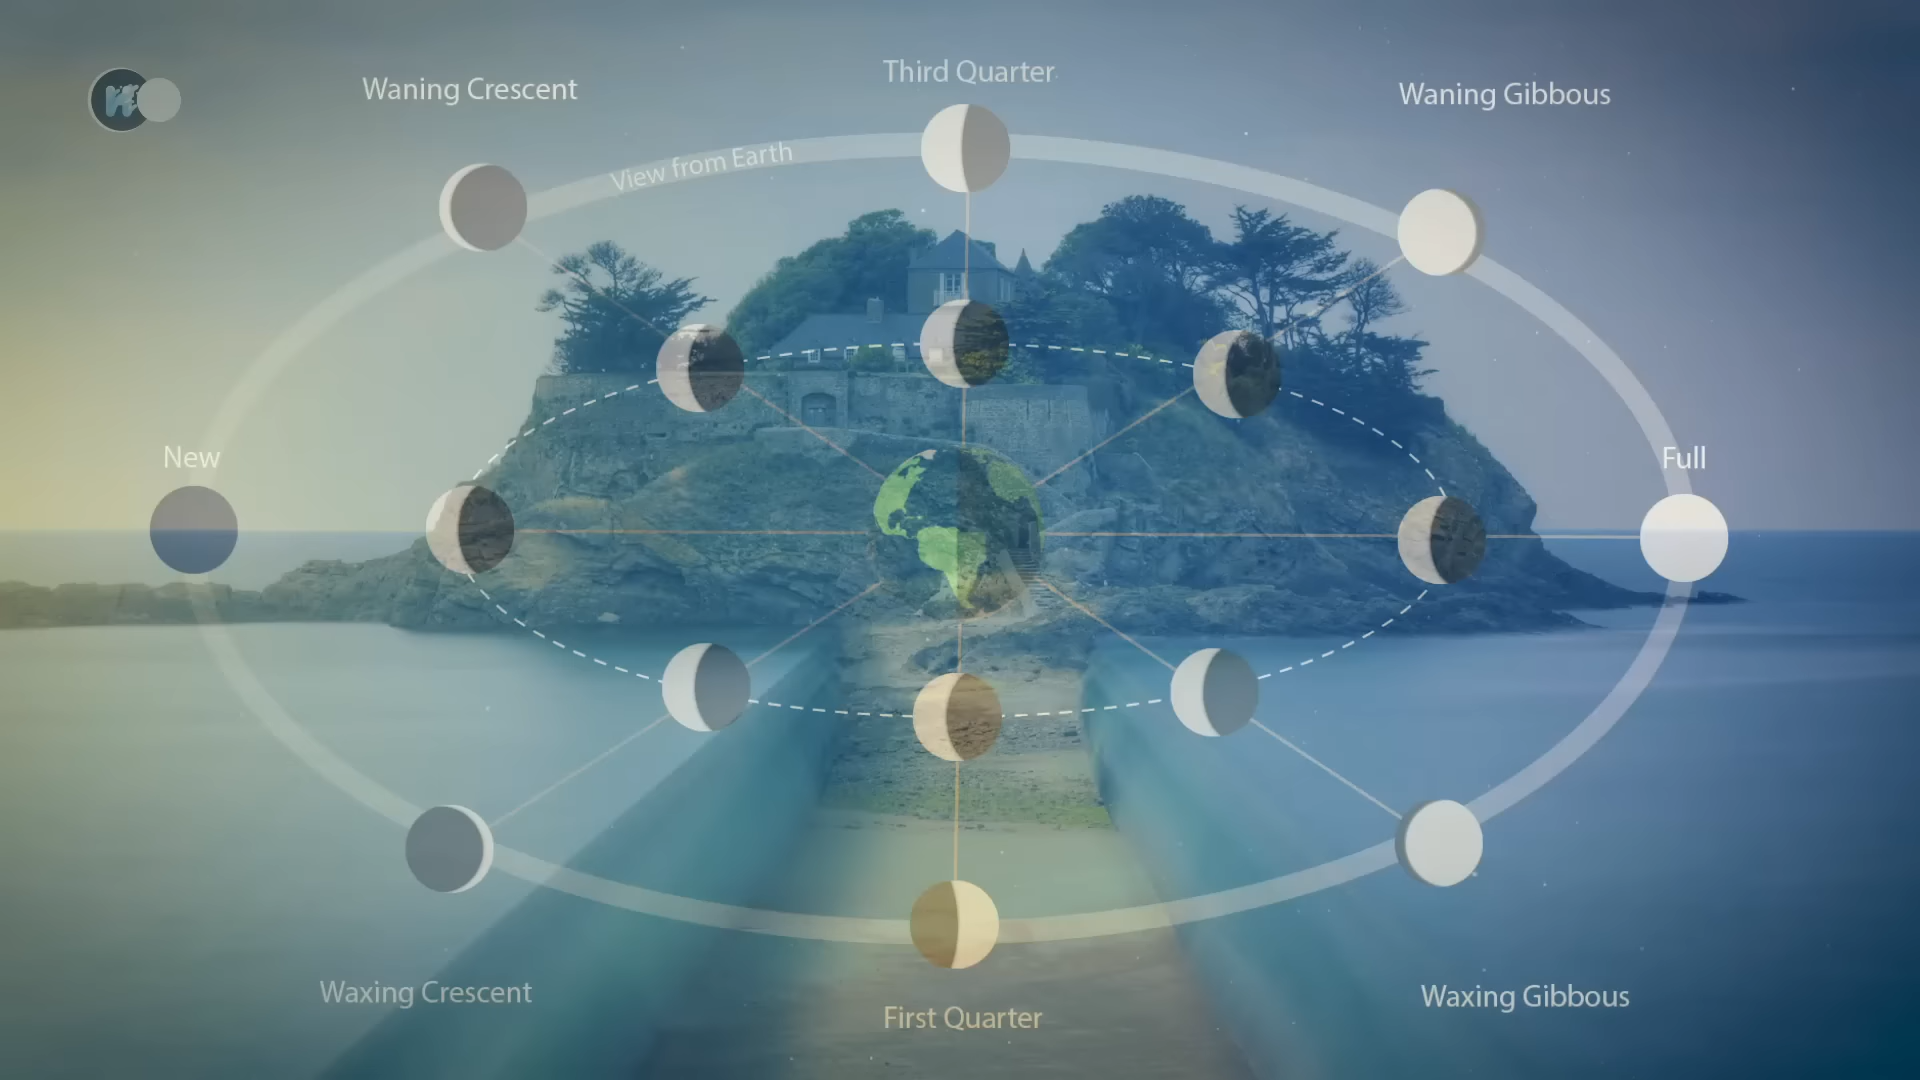 Third Quarter
Waning Crescent
Waning Gibbous
View from Earth
New
Full
Waxing Crescent
Waxing Gibbous
First Quarter